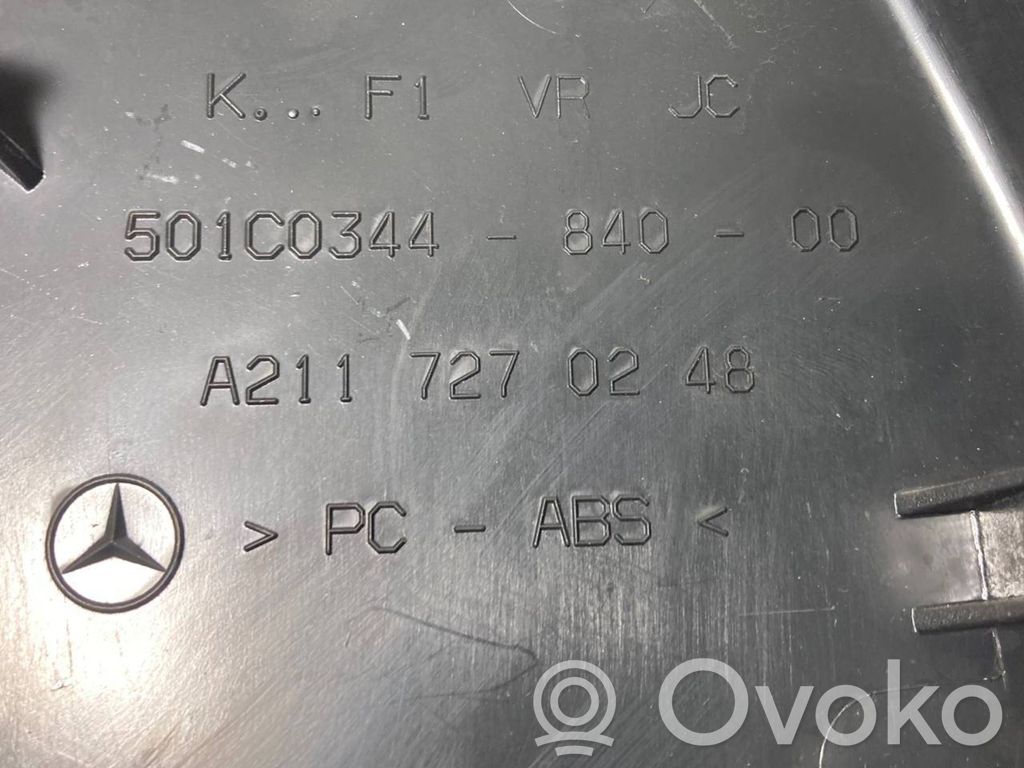 K... F1 VR JC
501C0344 - 840 - 00
A211 727 02 48
> PC - ABS <
Ovoko